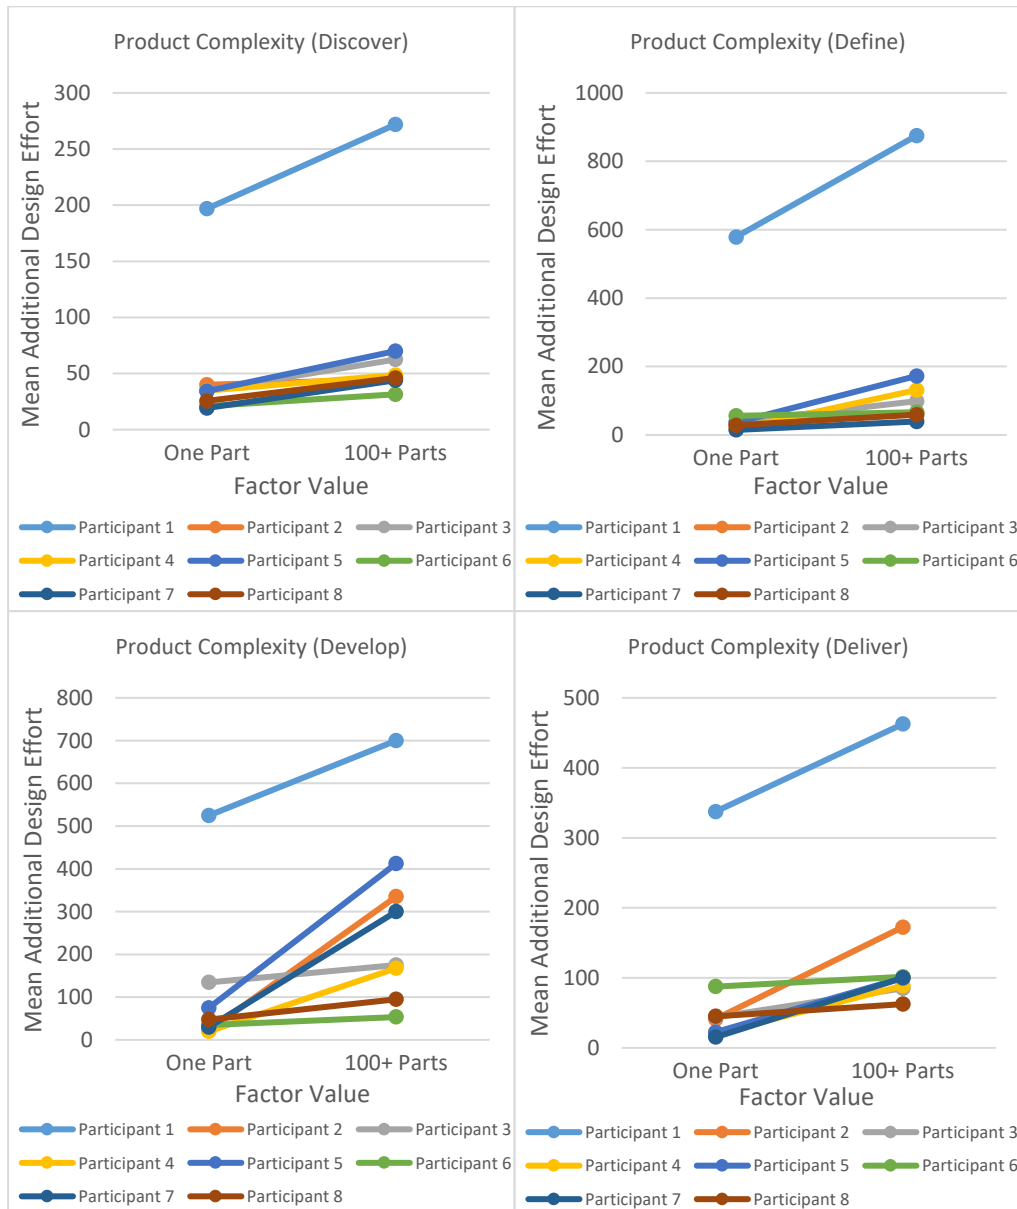 Product Complexity (Discover)
Mean Additional Design Effort
300
250
200
150
100
50
0
One Part
100+ Parts
Factor Value
Participant 1
Participant 2
Participant 3
Participant 4
Participant 5
Participant 6
Participant 7
Participant 8
Product Complexity (Define)
Mean Additional Design Effort
1000
800
600
400
200
0
One Part
100+ Parts
Factor Value
Participant 1
Participant 2
Participant 3
Participant 4
Participant 5
Participant 6
Participant 7
Participant 8
Product Complexity (Develop)
Mean Additional Design Effort
800
700
600
500
400
300
200
100
0
One Part
100+ Parts
Factor Value
Participant 1
Participant 2
Participant 3
Participant 4
Participant 5
Participant 6
Participant 7
Participant 8
Product Complexity (Deliver)
Mean Additional Design Effort
500
400
300
200
100
0
One Part
100+ Parts
Factor Value
Participant 1
Participant 2
Participant 3
Participant 4
Participant 5
Participant 6
Participant 7
Participant 8